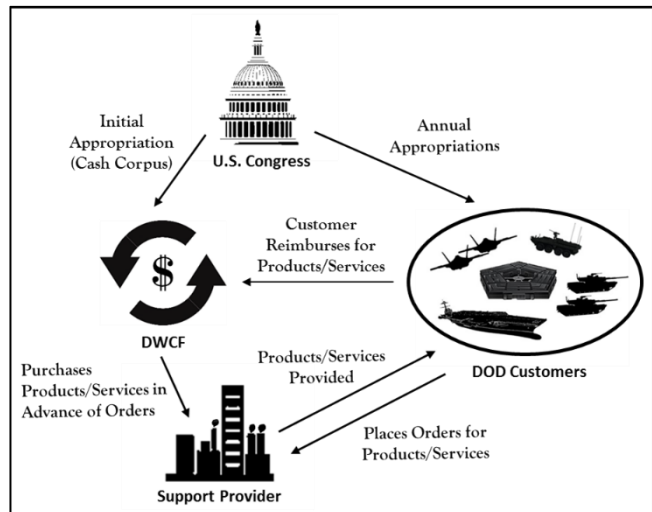 Initial
Appropriation
(Cash Corpus)
U.S. Congress
Annual
Appropriations
Customer
Reimburses for
Products/Services
$
DWCF
DOD Customers
Purchases
Products/Services in
Advance of Orders
Products/Services
Provided
Places Orders for
Products/Services
Support Provider